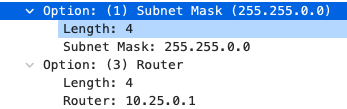 Option: (1) Subnet Mask (255.255.0.0)
Length: 4
Subnet Mask: 255.255.0.0
Option: (3) Router
Length: 4
Router: 10.25.0.1